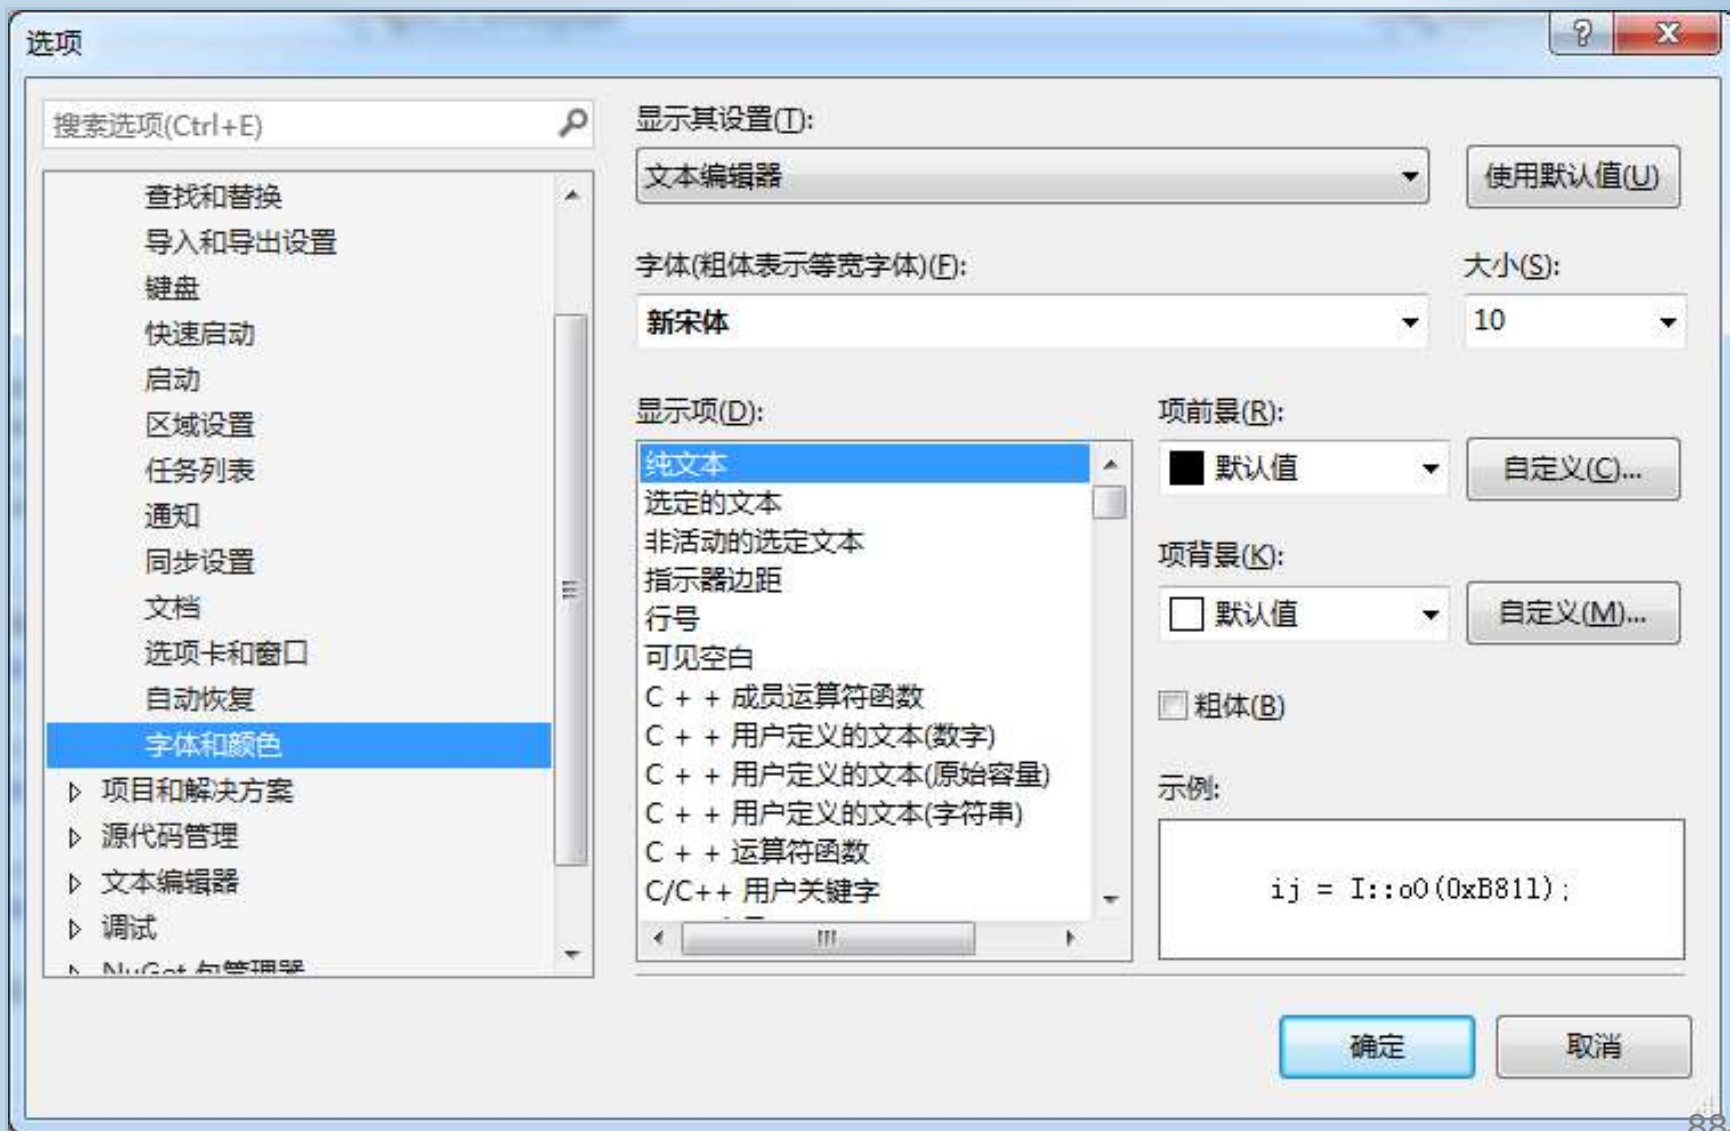 选项
搜索选项(Ctrl+E)
查找和替换
导入和导出设置
键盘
快速启动
启动
区域设置
任务列表
通知
同步设置
文档
选项卡和窗口
自动恢复
字体和颜色
项目和解决方案
源代码管理
文本编辑器
调试
NuGet 包管理器
显示其设置(T):
文本编辑器
使用默认值(U)
字体(粗体表示等宽字体)(F):
大小(S):
新宋体
10
显示项(D):
纯文本
选定的文本
非活动的选定文本
指示器边距
行号
可见空白
C + + 成员运算符函数
C + + 用户定义的文本(数字)
C + + 用户定义的文本(原始容量)
C + + 用户定义的文本(字符串)
C + + 运算符函数
C/C++ 用户关键字
项前景(R):
默认值
自定义(C)...
项背景(K):
默认值
自定义(M)...
粗体(B)
示例:
ij = I::oO(0xB81l);
确定
取消
88